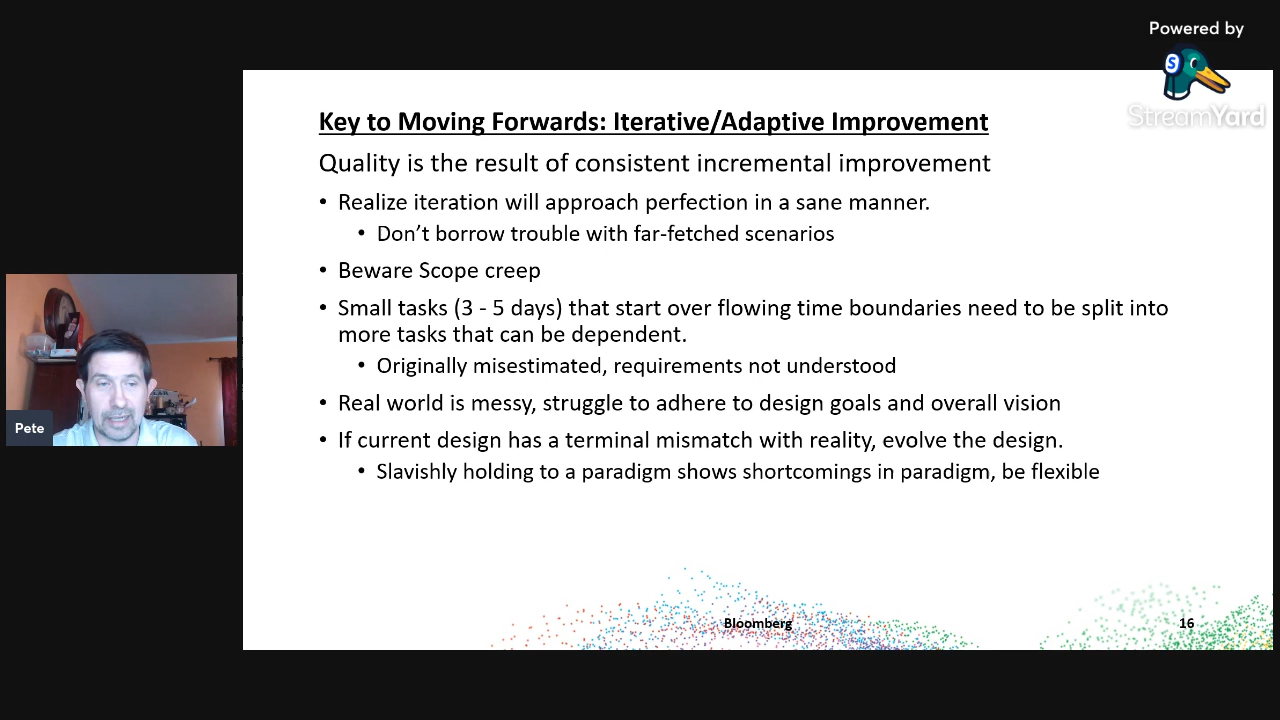 Powered by
StreamYard
Key to Moving Forwards: Iterative/Adaptive Improvement
Quality is the result of consistent incremental improvement
• Realize iteration will approach perfection in a sane manner.
• Don’t borrow trouble with far-fetched scenarios
• Beware Scope creep
• Small tasks (3 - 5 days) that start over flowing time boundaries need to be split into
more tasks that can be dependent.
• Originally misestimated, requirements not understood
• Real world is messy, struggle to adhere to design goals and overall vision
• If current design has a terminal mismatch with reality, evolve the design.
• Slavishly holding to a paradigm shows shortcomings in paradigm, be flexible
Pete
Bloomberg
16